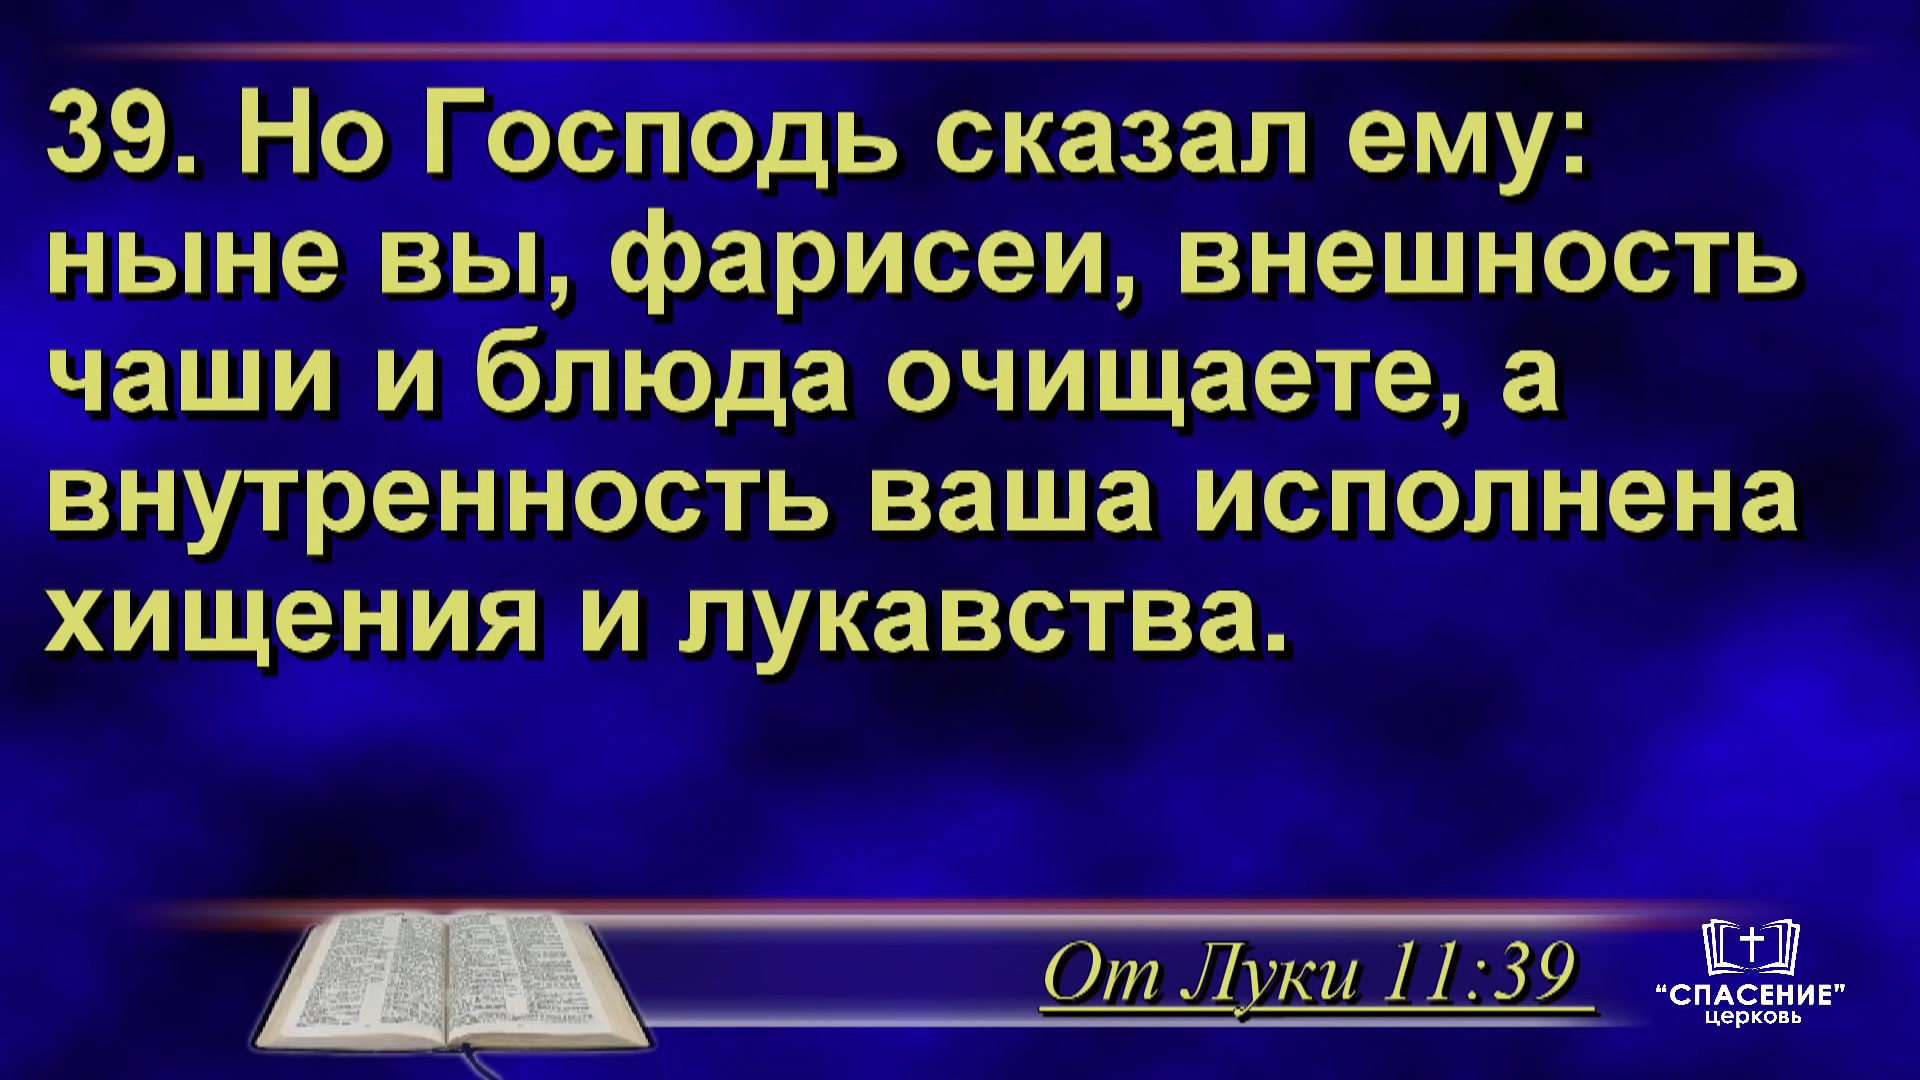 39. Но Господь сказал ему:
ныне вы, фарисеи, внешность
чаши и блюда очищаете, а
внутренность ваша исполнена
хищения и лукавства.
От Луки 11:39
“СПАСЕНИЕ”
церковь